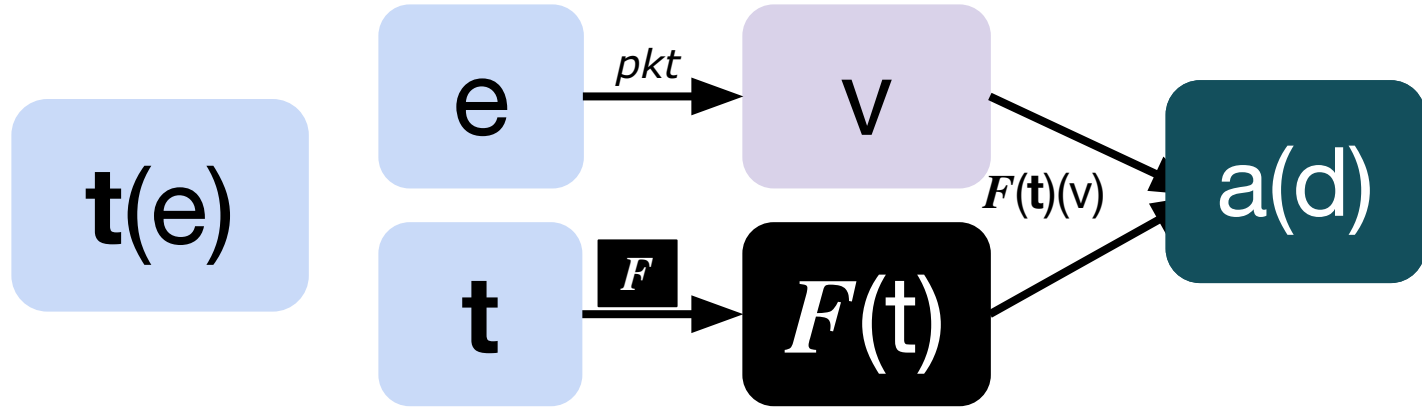 t(e)
e
pkt
v
F(t)(v)
a(d)
t
F
F(t)